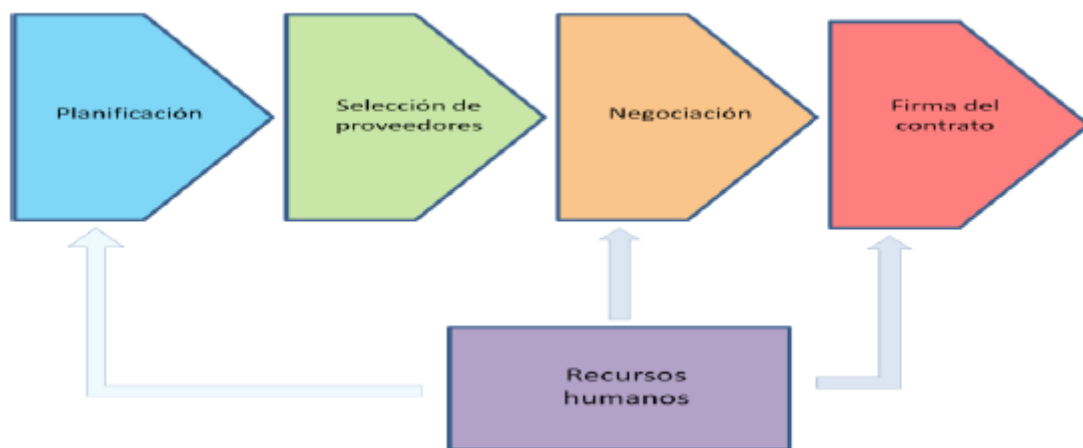 Planificación
Selección de
proveedores
Negociación
Firma del
contrato
Recursos
humanos